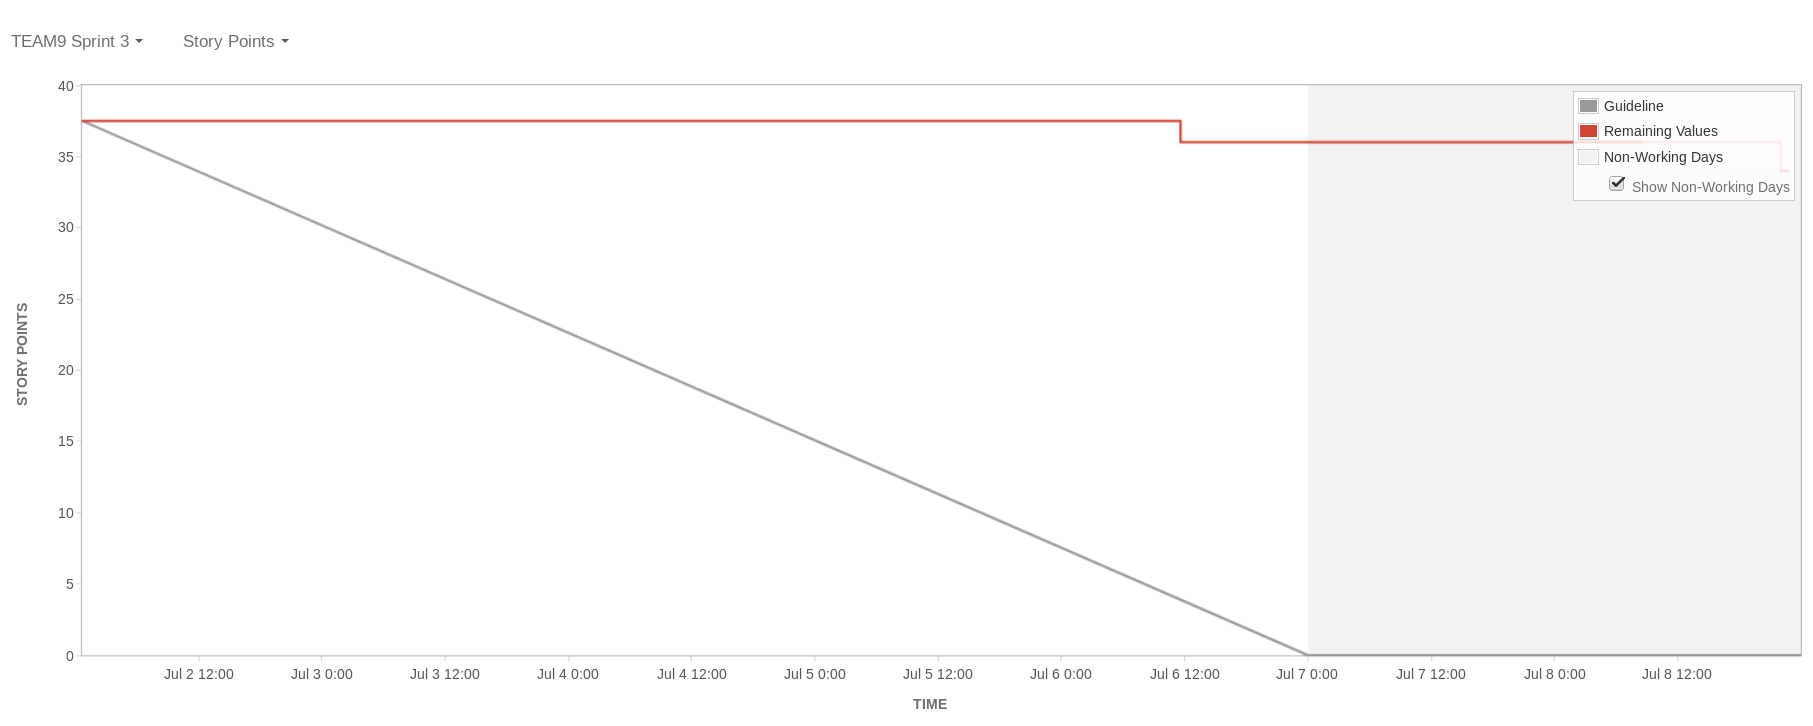 TEAM9 Sprint 3 Story Points
40
35
30
25
20
15
10
5
0
STORY POINTS
Guideline
Remaining Values
Non-Working Days
Show Non-Working Days
Jul 2 12:00 Jul 3 0:00 Jul 3 12:00 Jul 4 0:00 Jul 4 12:00 Jul 5 0:00 Jul 5 12:00 Jul 6 0:00 Jul 6 12:00 Jul 7 0:00 Jul 7 12:00 Jul 8 0:00 Jul 8 12:00
TIME